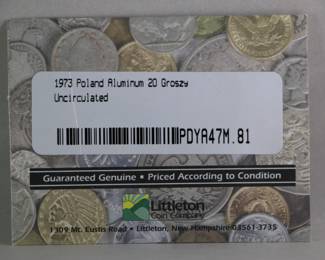 1973 Poland Aluminum 20 Groszy
Uncirculated
PDYA47M.81
Guaranteed Genuine • Priced According to Condition
Littleton
Coin Company
1309 Mt. Eustis Road • Littleton, New Hampshire 03561-3735